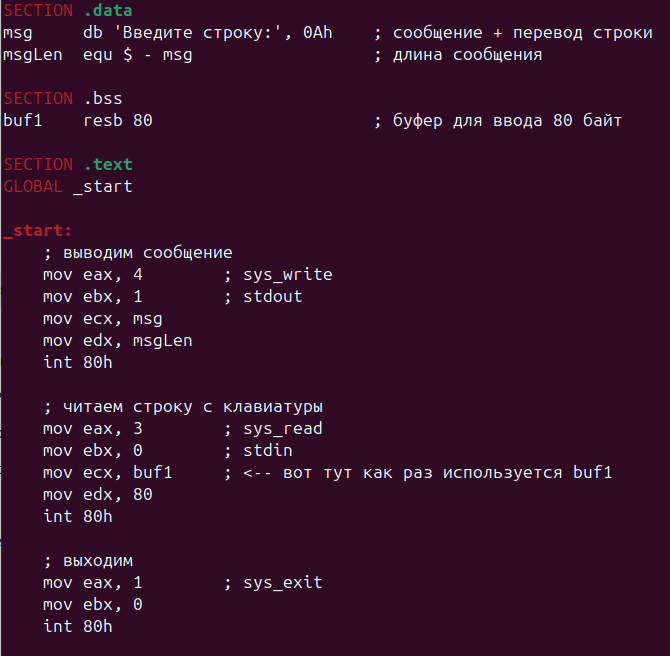 SECTION .data
msg     db 'Введите строку:', 0Ah    ; сообщение + перевод строки
msgLen  equ $ - msg                  ; длина сообщения
SECTION .bss
buf1    resb 80                      ; буфер для ввода 80 байт
SECTION .text
GLOBAL _start
_start:
    ; выводим сообщение
    mov eax, 4        ; sys_write
    mov ebx, 1        ; stdout
    mov ecx, msg
    mov edx, msgLen
    int 80h
    ; читаем строку с клавиатуры
    mov eax, 3        ; sys_read
    mov ebx, 0        ; stdin
    mov ecx, buf1     ; <-- вот тут как раз используется buf1
    mov edx, 80
    int 80h
    ; выходим
    mov eax, 1        ; sys_exit
    mov ebx, 0
    int 80h